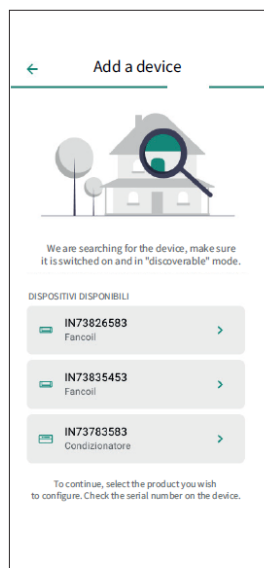 Add a device
We are searching for the device, make sure
it is switched on and in "discoverable" mode.
DISPOSITIVI DISPONIBILI
IN73826583
Fancoil
IN73835453
Fancoil
IN73783583
Condizionatore
To continue, select the product you wish
to configure. Check the serial number on the device.